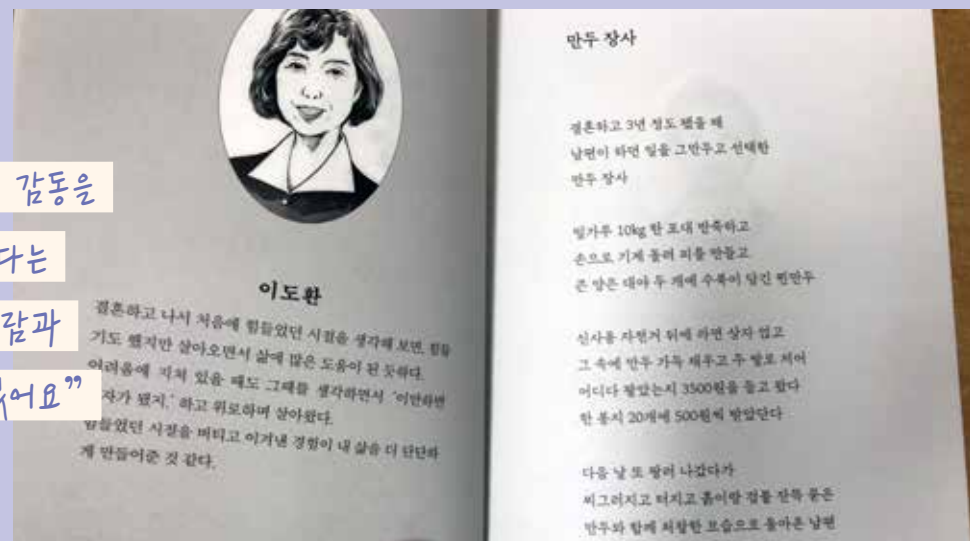 감동을
다는
람과
어요”
이도환
결혼하고 나서 처음에 힘들었던 시절을 생각해 보면, 힘들
기도 했지만 살아오면서 삶에 많은 도움이 된 듯하다.
어려움에 지쳐 있을 때도 그때를 생각하면서 ‘이만하면
자가 됐지.’ 하고 위로하며 살아왔다.
힘들었던 시절을 버티고 이겨낸 경험이 내 삶을 더 단단하
게 만들어준 것 같다.
만두 장사
결혼하고 3년 정도 됐을 때
남편이 하던 일을 그만두고 선택한
만두 장사
밀가루 10kg 한 포대 반죽하고
손으로 기계 돌려 피를 만들고
큰 양은 대야 두 개에 수북이 담긴 찐만두
신사용 자전거 뒤에 라면 상자 업고
그 속에 만두 가득 채우고 두 발로 저어
어디다 팔았는지 3500원을 들고 왔다
한 봉지 20개에 500원씩 받았단다
다음 날 또 팔러 나갔다가
찌그러지고 터지고 흙이랑 검불 잔뜩 묻은
만두와 함께 처참한 모습으로 돌아온 남편